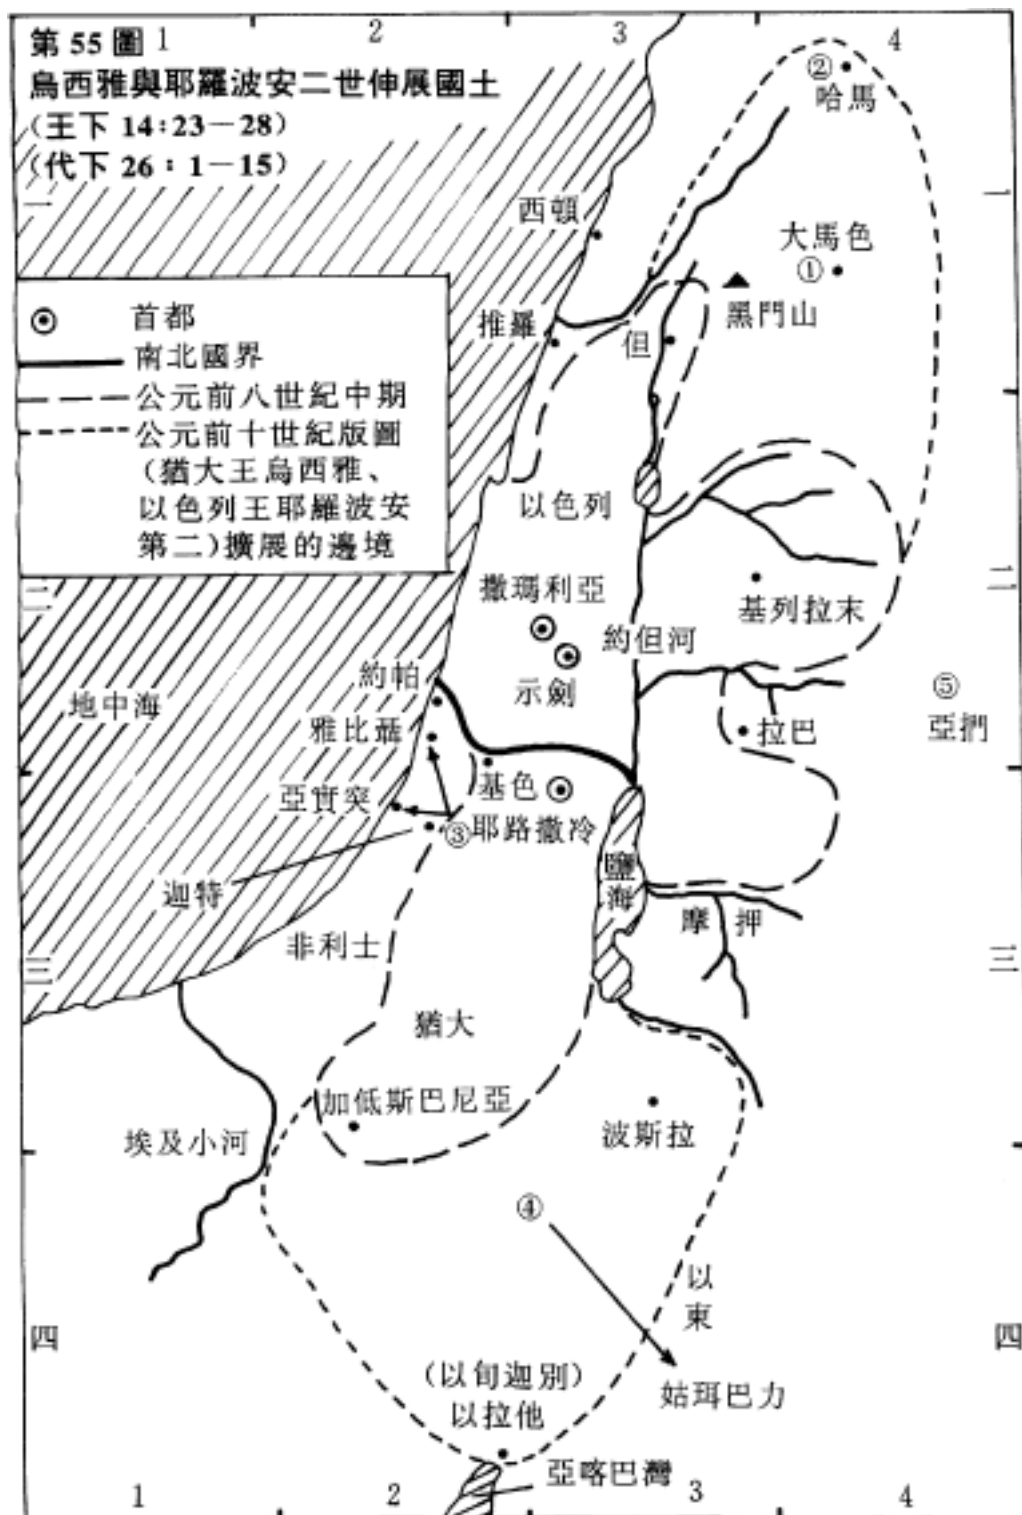 第 55 圖 1
2
3
4
烏西雅與耶羅波安二世伸展國土
(王下 14:23－28)
(代下 26：1－15)
一
一
②
哈馬
西頓
大馬色
①
黑門山
推羅
但
首都
南北國界
公元前八世紀中期
公元前十世紀版圖
(猶大王烏西雅、
以色列王耶羅波安
第二)擴展的邊境
以色列
二
二
撒瑪利亞
基列拉末
約但河
示劍
約帕
地中海
⑤
亞捫
雅比聶
拉巴
基色
亞實突
③耶路撒冷
鹽海
迦特
摩押
非利士
三
三
猶大
加低斯巴尼亞
波斯拉
埃及小河
④
以東
四
四
(以旬迦別)
以拉他
姑珥巴力
亞喀巴灣
1
2
3
4